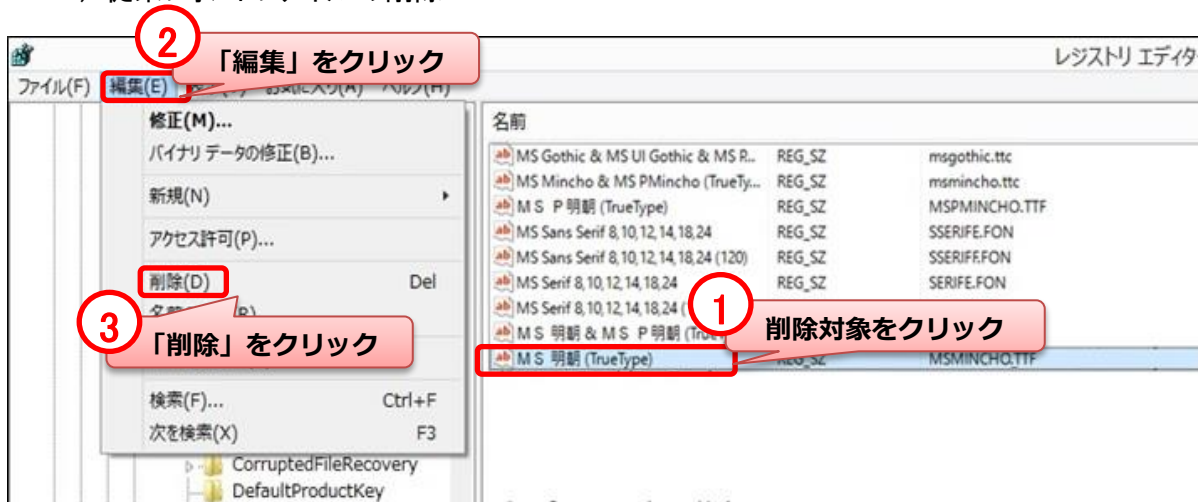 ②
「編集」をクリック
レジストリ エディター
ファイル(F) 編集(E) お気に入り(A) ヘルプ(H)
修正(M)...
バイナリ データの修正(B)...
新規(N)
アクセス許可(P)...
削除(D) Del
③
「削除」をクリック
検索(F)... Ctrl+F
次を検索(X) F3
CorruptedFileRecovery
DefaultProductKey
名前
MS Gothic & MS UI Gothic & MS P... REG_SZ msgothic.ttc
MS Mincho & MS PMincho (TrueTy... REG_SZ msmincho.ttc
ＭＳ Ｐ明朝 (TrueType) REG_SZ MSPMINCHO.TTF
MS Sans Serif 8,10,12,14,18,24 REG_SZ SSERIFE.FON
MS Sans Serif 8,10,12,14,18,24 (120) REG_SZ SSERIFF.FON
MS Serif 8,10,12,14,18,24 REG_SZ SERIFE.FON
MS Serif 8,10,12,14,18,24 (
ＭＳ 明朝 & ＭＳ Ｐ明朝
①
削除対象をクリック
ＭＳ 明朝 (TrueType) REG_SZ MSMINCHO.TTF